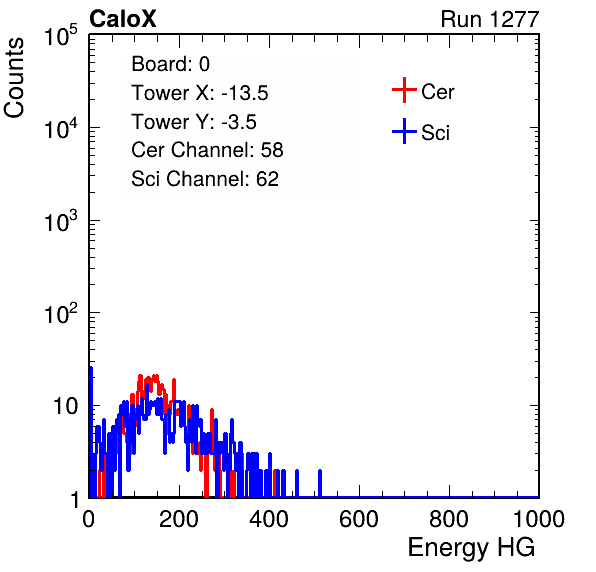 CaloX Run 1277
Counts
10^5
10^4
10^3
10^2
10
1
Board: 0
Tower X: -13.5
Tower Y: -3.5
Cer Channel: 58
Sci Channel: 62
Cer
Sci
0 200 400 600 800 1000
Energy HG